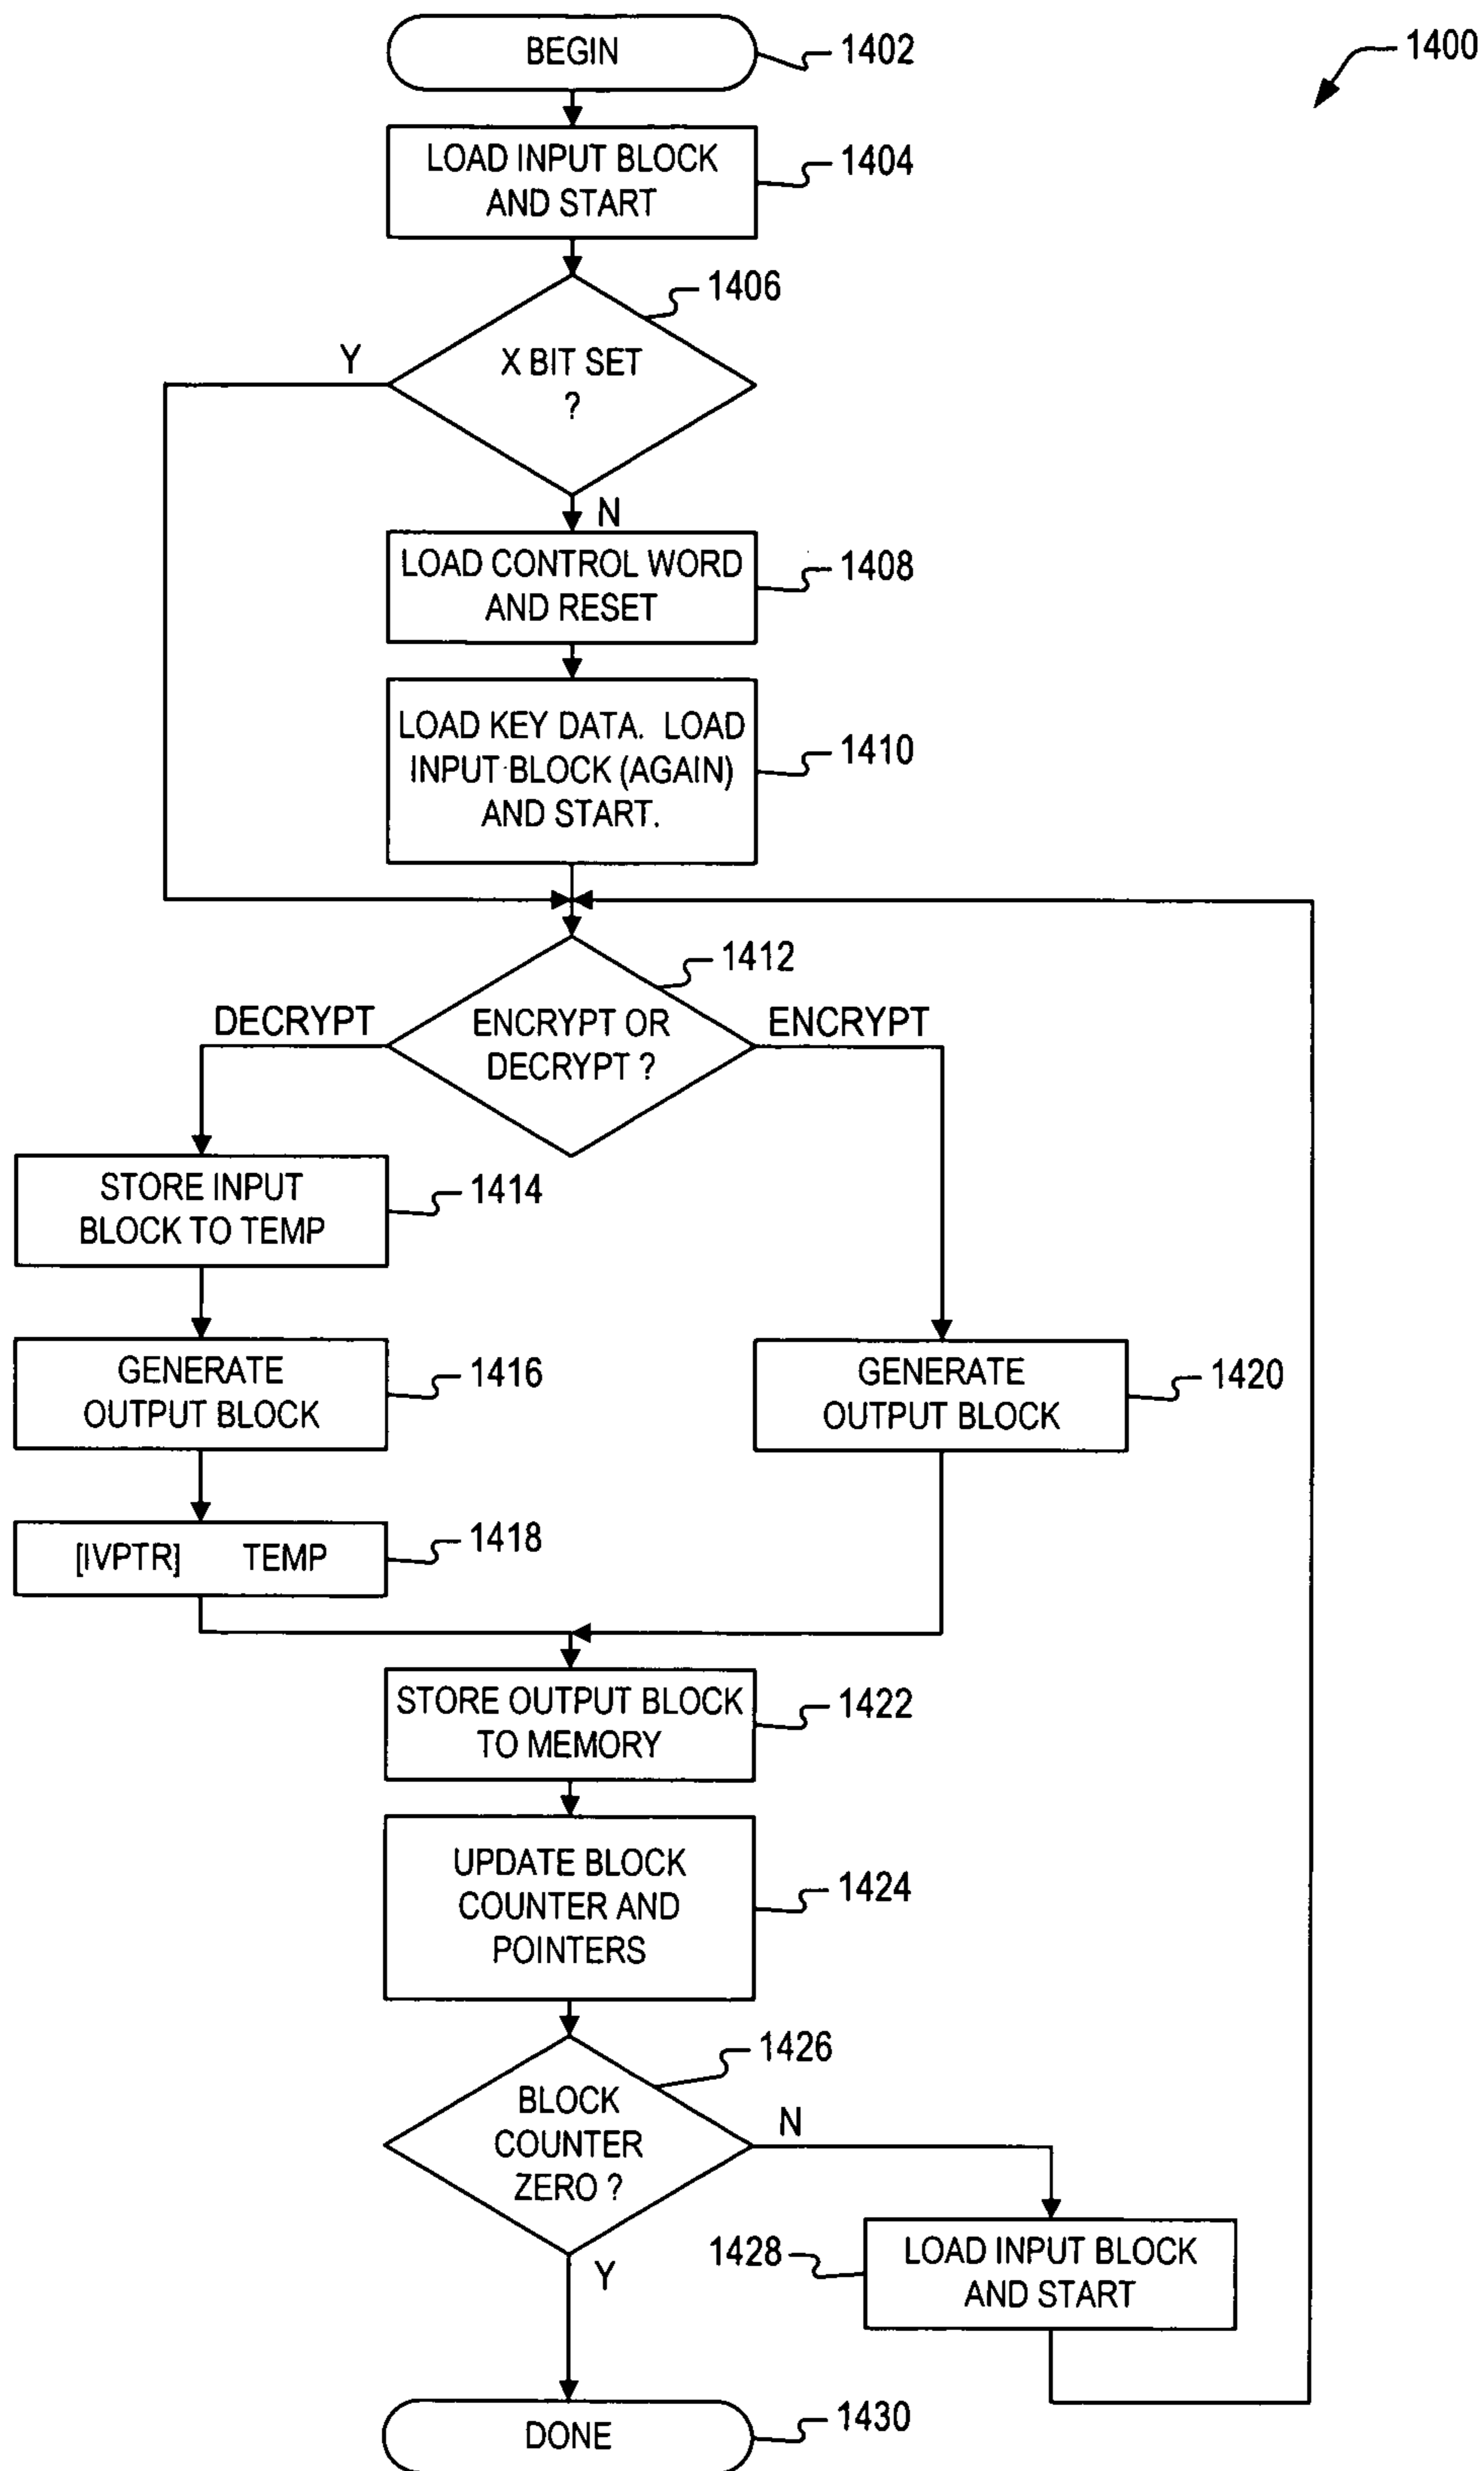 BEGIN
1402
1400
LOAD INPUT BLOCK
AND START
1404
1406
X BIT SET
?
Y
N
LOAD CONTROL WORD
AND RESET
1408
LOAD KEY DATA. LOAD
INPUT BLOCK (AGAIN)
AND START.
1410
1412
ENCRYPT OR
DECRYPT ?
DECRYPT
ENCRYPT
STORE INPUT
BLOCK TO TEMP
1414
GENERATE
OUTPUT BLOCK
1416
GENERATE
OUTPUT BLOCK
1420
[IVPTR] TEMP
1418
STORE OUTPUT BLOCK
TO MEMORY
1422
UPDATE BLOCK
COUNTER AND
POINTERS
1424
1426
BLOCK
COUNTER
ZERO ?
N
Y
1428
LOAD INPUT BLOCK
AND START
DONE
1430